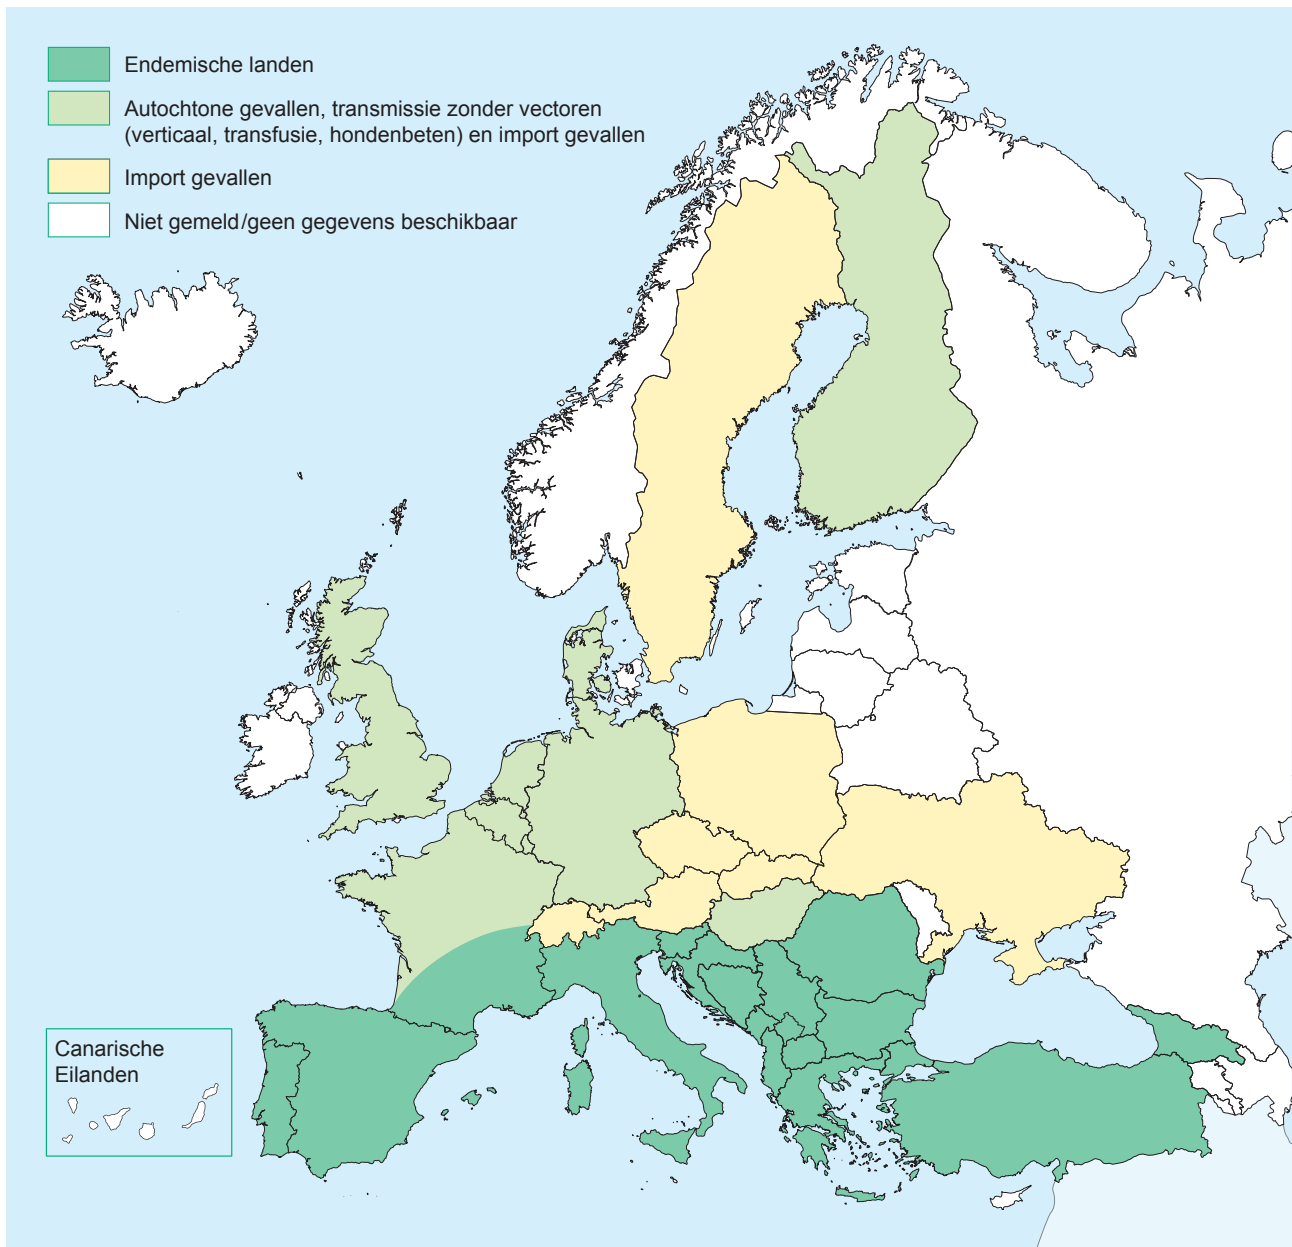 Endemische landen
Autochtone gevallen, transmissie zonder vectoren
(verticaal, transfusie, hondenbeten) en import gevallen
Import gevallen
Niet gemeld/geen gegevens beschikbaar
Canarische
Eilanden